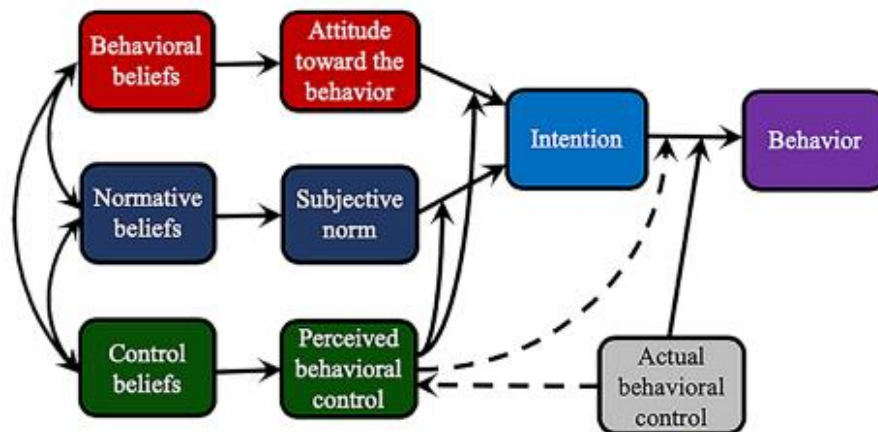 Behavioral
beliefs
Attitude
toward the
behavior
Intention
Behavior
Normative
beliefs
Subjective
norm
Control
beliefs
Perceived
behavioral
control
Actual
behavioral
control